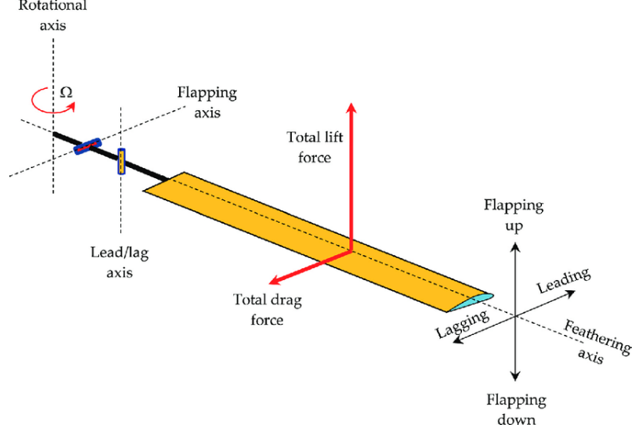 Rotational
axis
Ω
Flapping
axis
Total lift
force
Lead/lag
axis
Total drag
force
Flapping
up
Leading
Lagging
Feathering
axis
Flapping
down